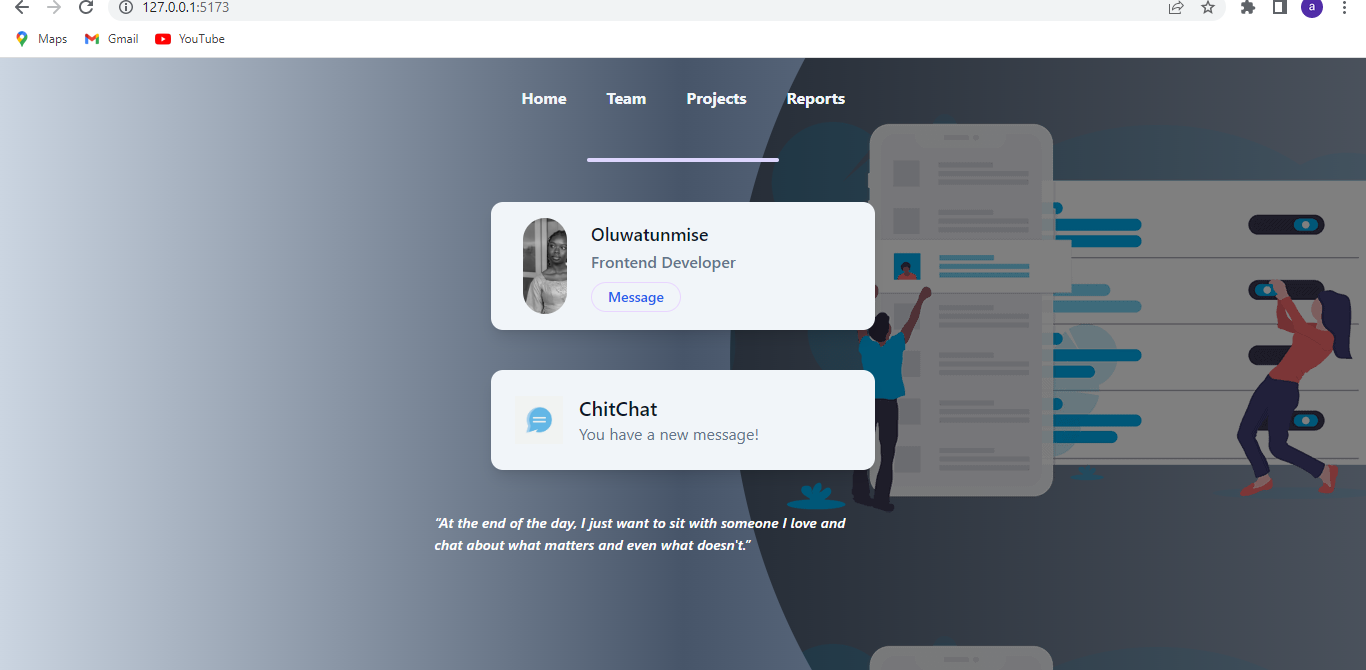 127.0.0.1:5173
a
Maps Gmail YouTube
Home Team Projects Reports
Oluwatunmise
Frontend Developer
Message
ChitChat
You have a new message!
"At the end of the day, I just want to sit with someone I love and
chat about what matters and even what doesn't."